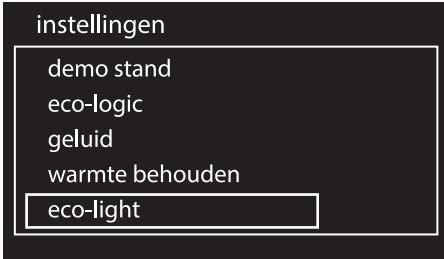 instellingen
demo stand
eco-logic
geluid
warmte behouden
eco-light